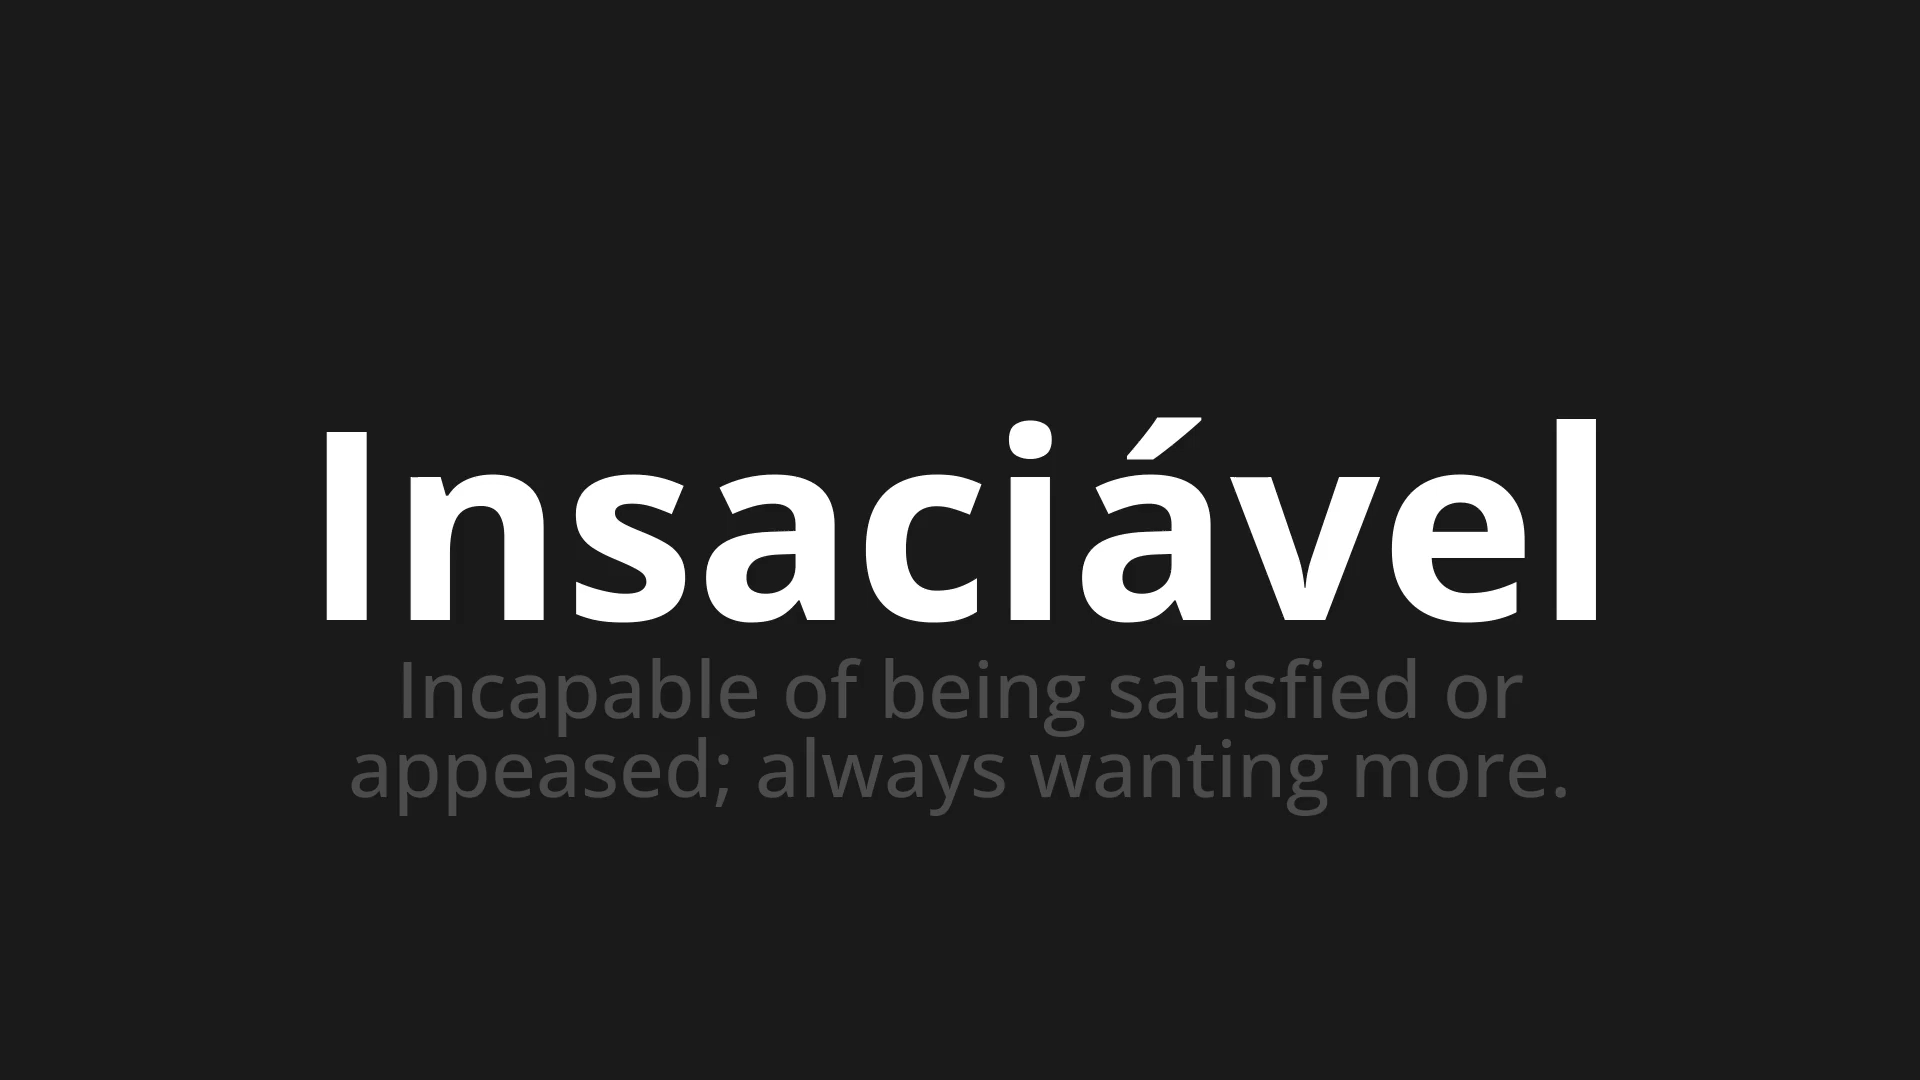 Insaciável
Incapable of being satisfied or
appeased; always wanting more.